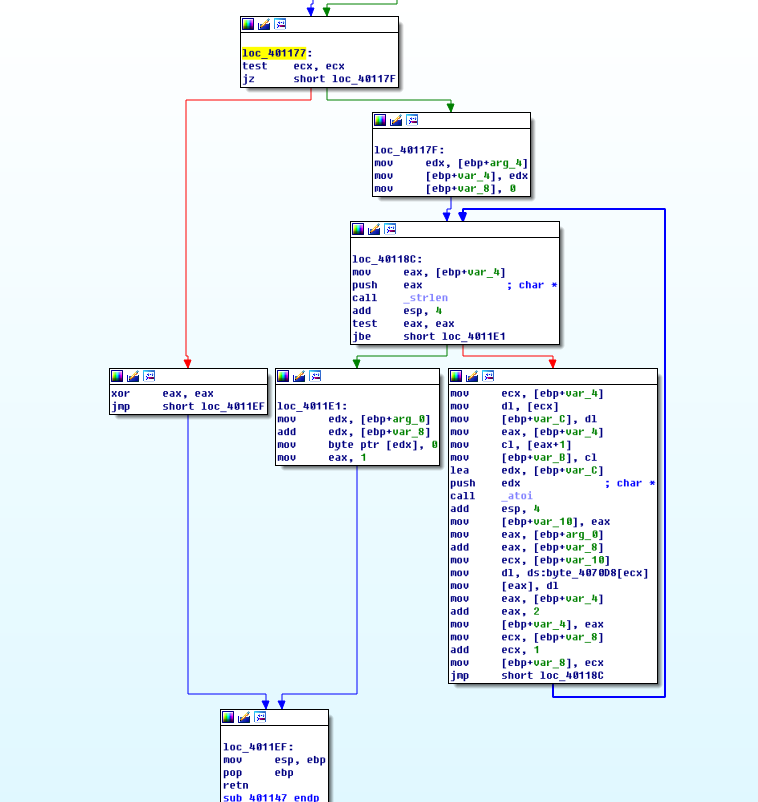 loc_401177:
test ecx, ecx
jz short loc_40117F
loc_40117F:
mov edx, [ebp+arg_4]
mov [ebp+var_4], edx
mov [ebp+var_8], 0
loc_40118C:
mov eax, [ebp+var_4]
push eax ; char *
call _strlen
add esp, 4
test eax, eax
jbe short loc_4011E1
xor eax, eax
jmp short loc_4011EF
loc_4011E1:
mov edx, [ebp+arg_0]
add edx, [ebp+var_8]
mov byte ptr [edx], 0
mov eax, 1
mov ecx, [ebp+var_4]
mov dl, [ecx]
mov [ebp+var_C], dl
mov eax, [ebp+var_4]
mov cl, [eax+1]
mov [ebp+var_B], cl
lea edx, [ebp+var_C]
push edx ; char *
call _atoi
add esp, 4
mov [ebp+var_10], eax
mov eax, [ebp+arg_0]
add eax, [ebp+var_8]
mov ecx, [ebp+var_10]
mov dl, ds:byte_4070D8[ecx]
mov [eax], dl
mov eax, [ebp+var_4]
add eax, 2
mov [ebp+var_4], eax
mov ecx, [ebp+var_8]
add ecx, 1
mov [ebp+var_8], ecx
jmp short loc_40118C
loc_4011EF:
mov esp, ebp
pop ebp
retn
sub_401147 endp